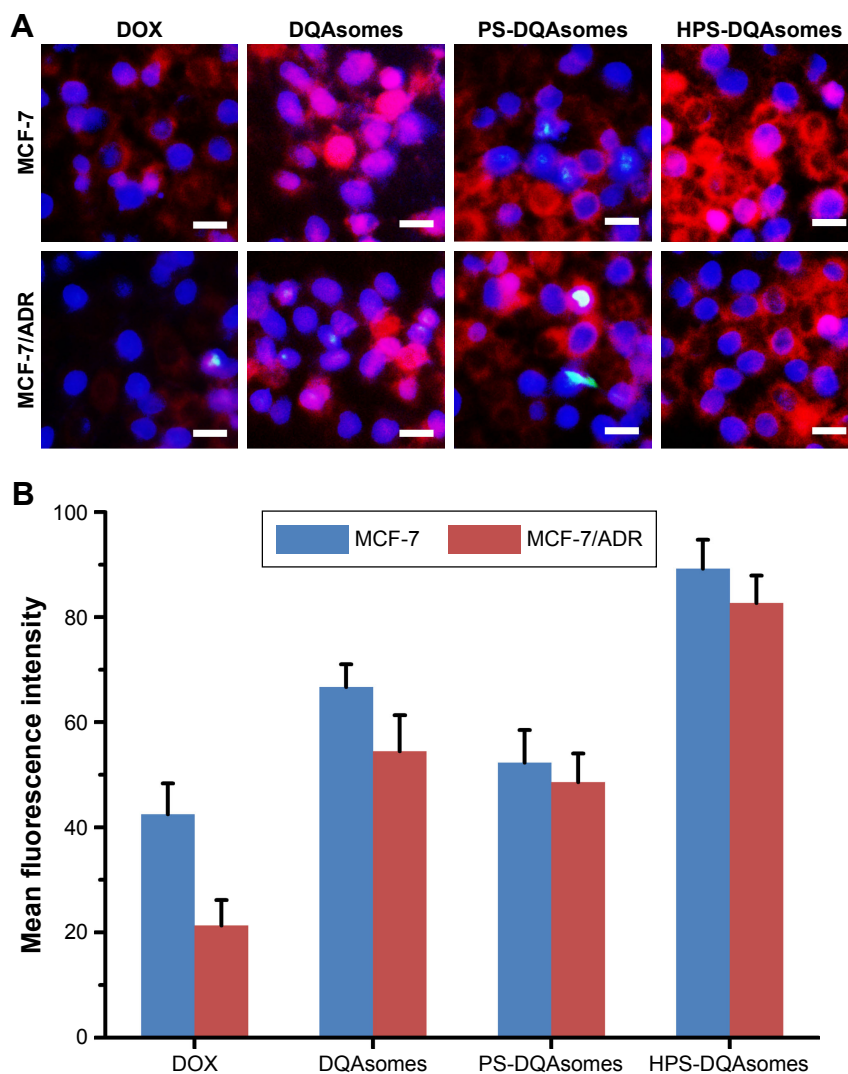 A
DOX
DQAsomes
PS-DQAsomes
HPS-DQAsomes
MCF-7
MCF-7/ADR
B
Mean fluorescence intensity
100
80
60
40
20
0
MCF-7
MCF-7/ADR
DOX
DQAsomes
PS-DQAsomes
HPS-DQAsomes